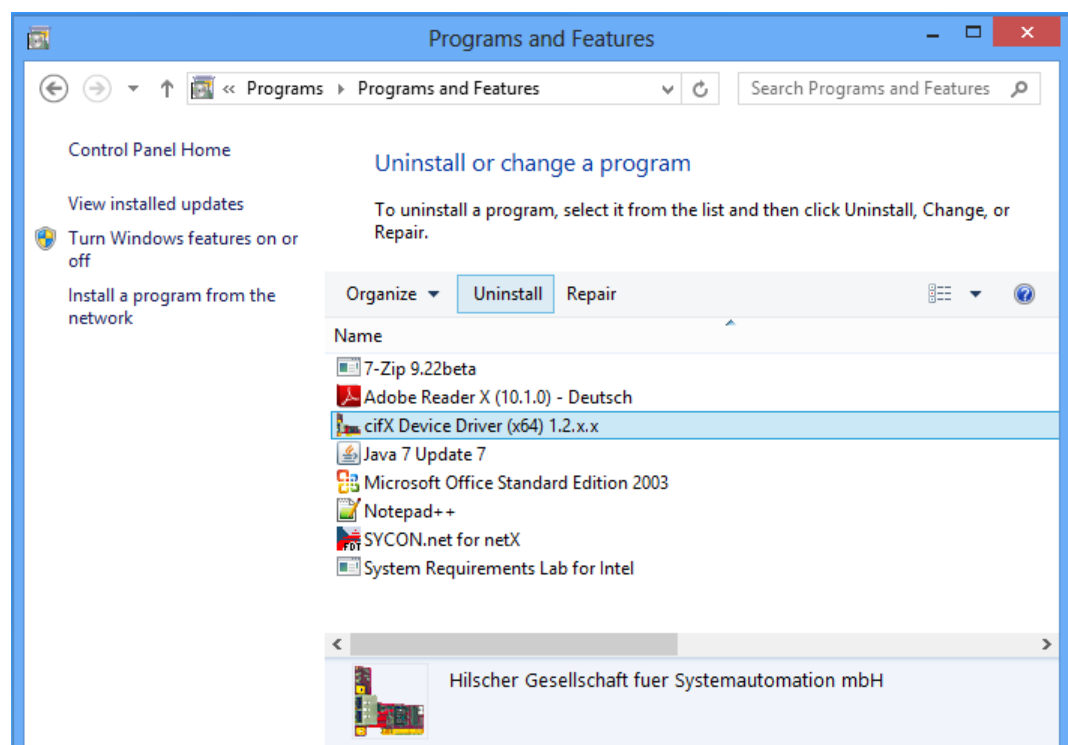 Programs and Features
« Programs Programs and Features
Search Programs and Features
Control Panel Home
View installed updates
Turn Windows features on or
off
Install a program from the
network
Uninstall or change a program
To uninstall a program, select it from the list and then click Uninstall, Change, or
Repair.
Organize Uninstall Repair
Name
7-Zip 9.22beta
Adobe Reader X (10.1.0) - Deutsch
cifX Device Driver (x64) 1.2.x.x
Java 7 Update 7
Microsoft Office Standard Edition 2003
Notepad++
FDT
SYCON.net for netX
System Requirements Lab for Intel
Hilscher Gesellschaft fuer Systemautomation mbH